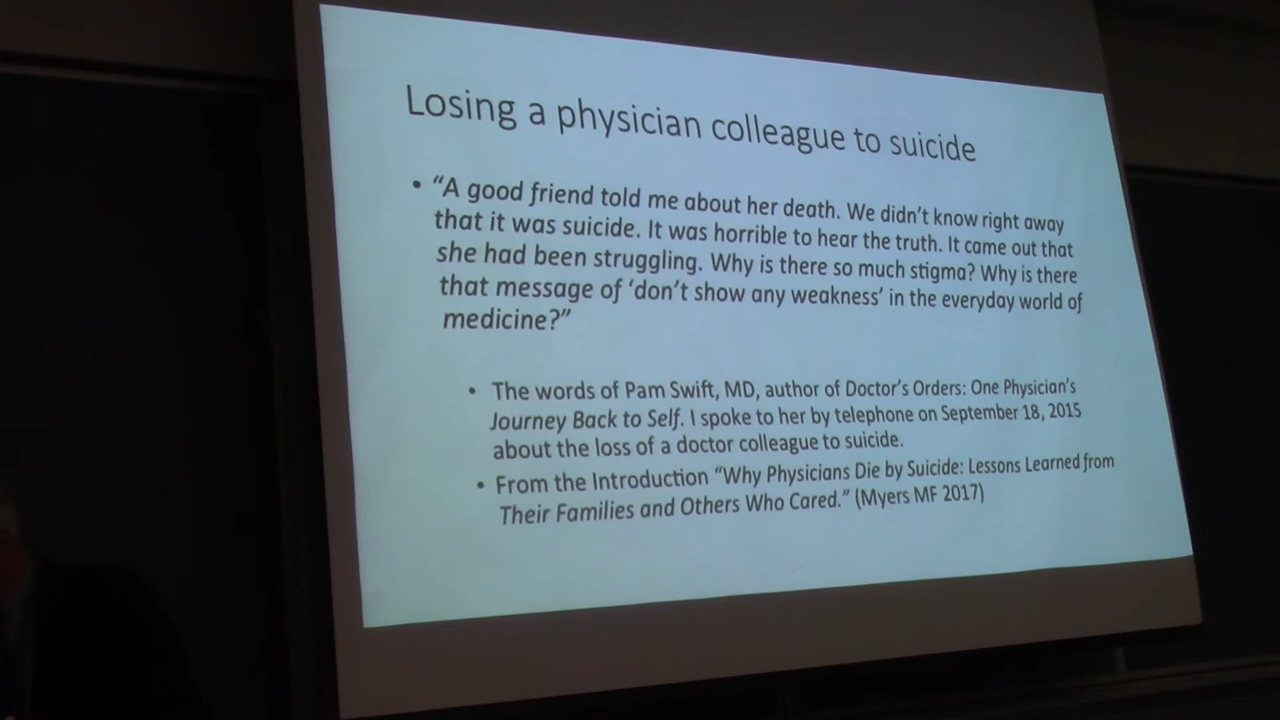 Losing a physician colleague to suicide
• “A good friend told me about her death. We didn’t know right away
that it was suicide. It was horrible to hear the truth. It came out that
she had been struggling. Why is there so much stigma? Why is there
that message of ‘don’t show any weakness’ in the everyday world of
medicine?”
• The words of Pam Swift, MD, author of Doctor’s Orders: One Physician’s
Journey Back to Self. I spoke to her by telephone on September 18, 2015
about the loss of a doctor colleague to suicide.
• From the Introduction “Why Physicians Die by Suicide: Lessons Learned from
Their Families and Others Who Cared.” (Myers MF 2017)